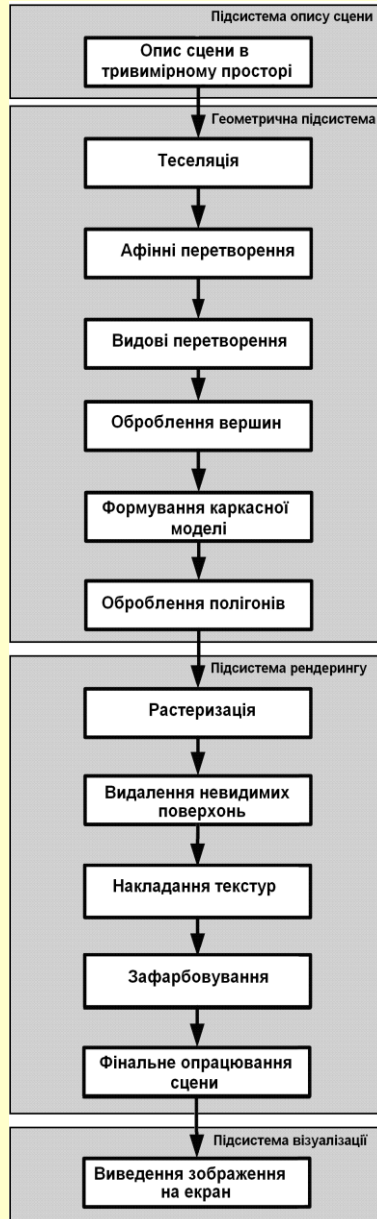 Підсистема опису сцени
Опис сцени в
тривимірному просторі
Геометрична підсистема
Теселяція
Афінні перетворення
Видові перетворення
Оброблення вершин
Формування каркасної
моделі
Оброблення полігонів
Підсистема рендерингу
Растеризація
Видалення невидимих
поверхонь
Накладання текстур
Зафарбовування
Фінальне опрацювання
сцени
Підсистема візуалізації
Виведення зображення
на екран